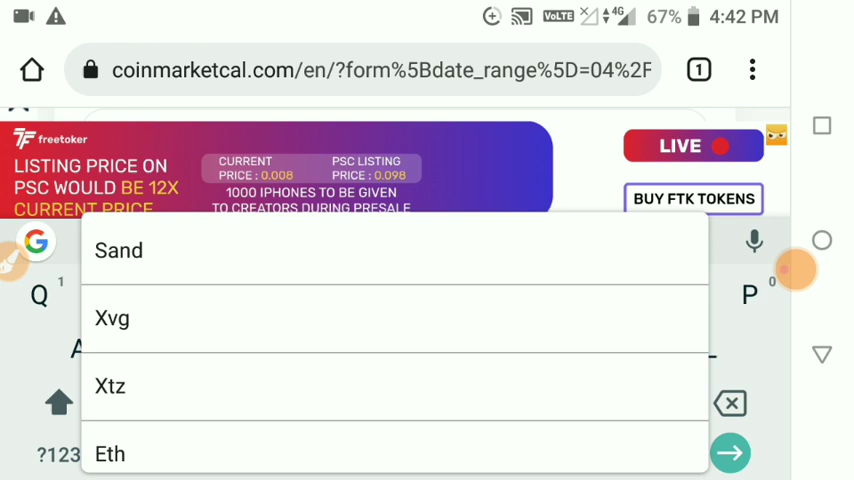 VoLTE 4G 67% 4:42 PM
coinmarketcal.com/en/?form%5Bdate_range%5D=04%2F
1
freetoker
LISTING PRICE ON
PSC WOULD BE 12X
CURRENT PRICE
CURRENT
PRICE : 0.008
PSC LISTING
PRICE : 0.098
1000 IPHONES TO BE GIVEN
TO CREATORS DURING PRESALE
LIVE
BUY FTK TOKENS
G
Sand
Xvg
Xtz
Eth
Q 1
P 0
A
?123